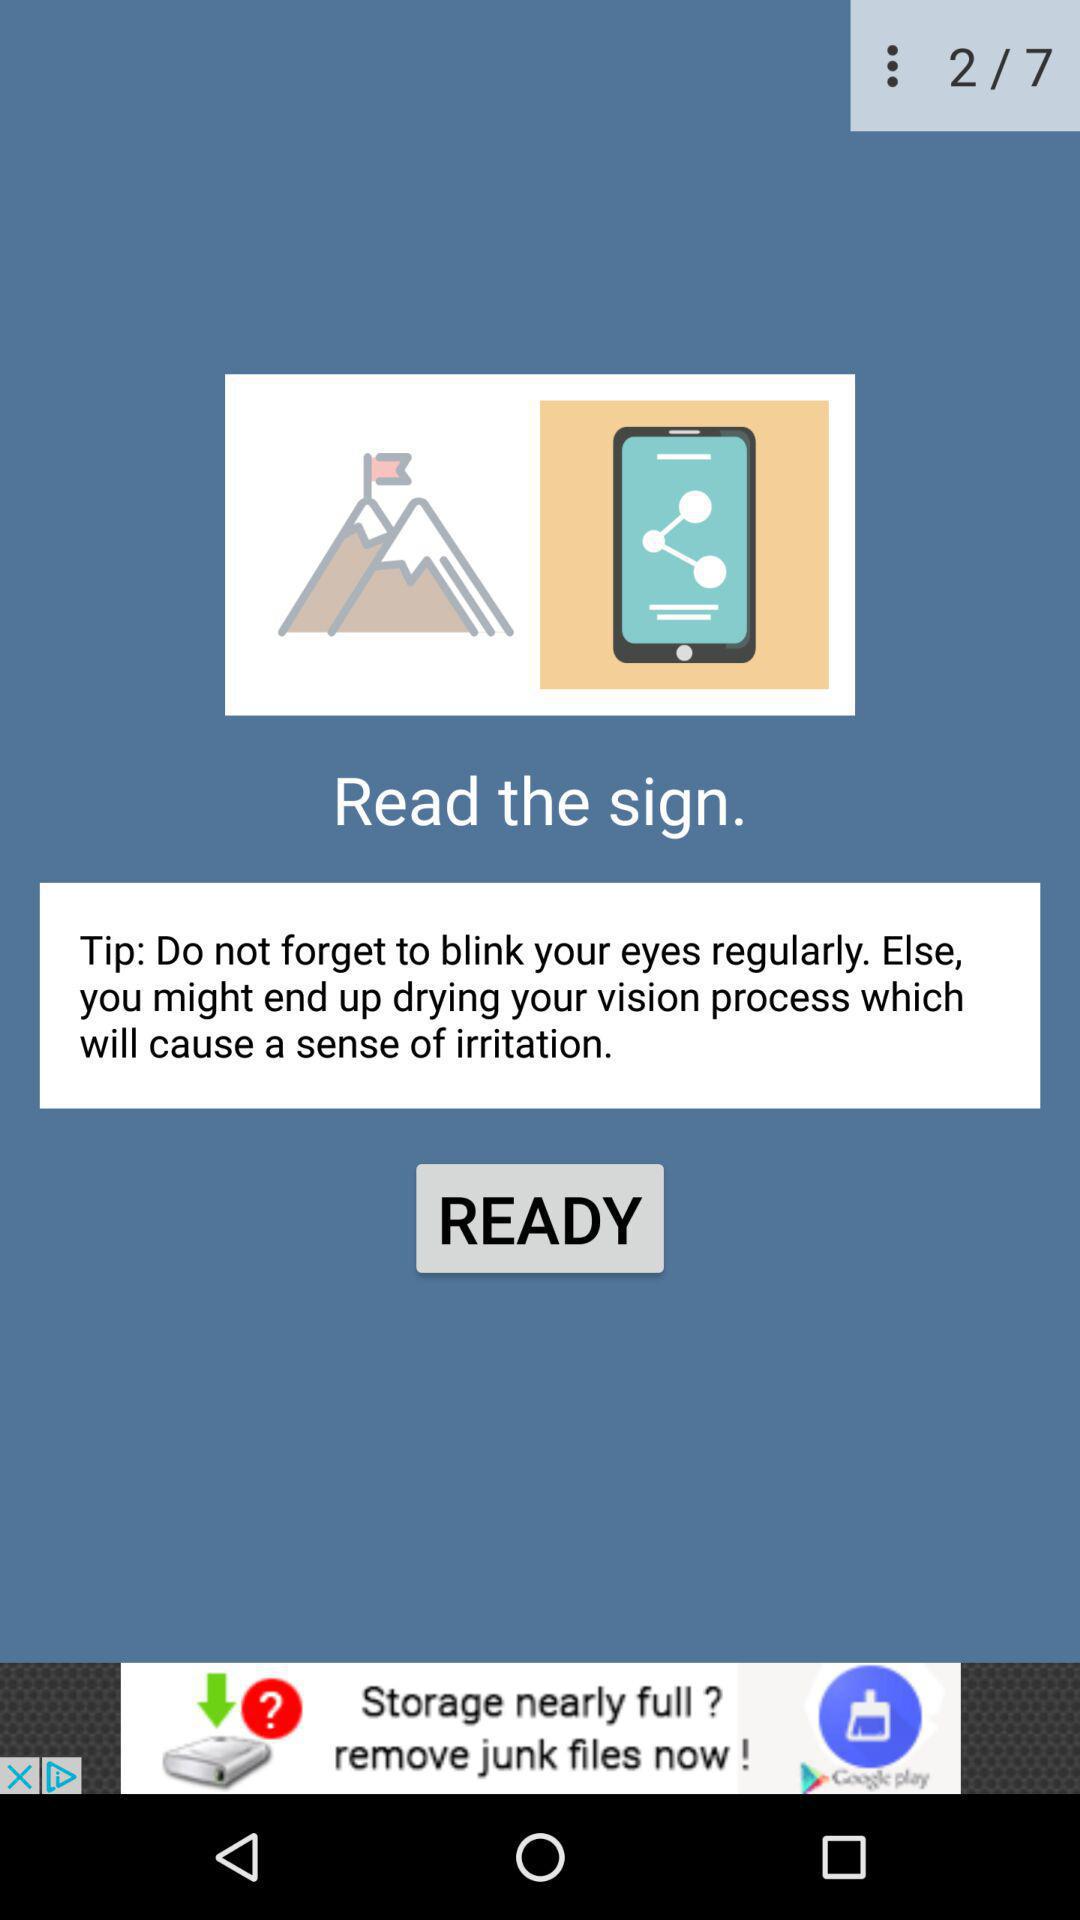 2 / 7
Read the sign.
Tip: Do not forget to blink your eyes regularly. Else,
you might end up drying your vision process which
will cause a sense of irritation.
READY
?
Storage nearly full ?
remove junk files now !
Google play